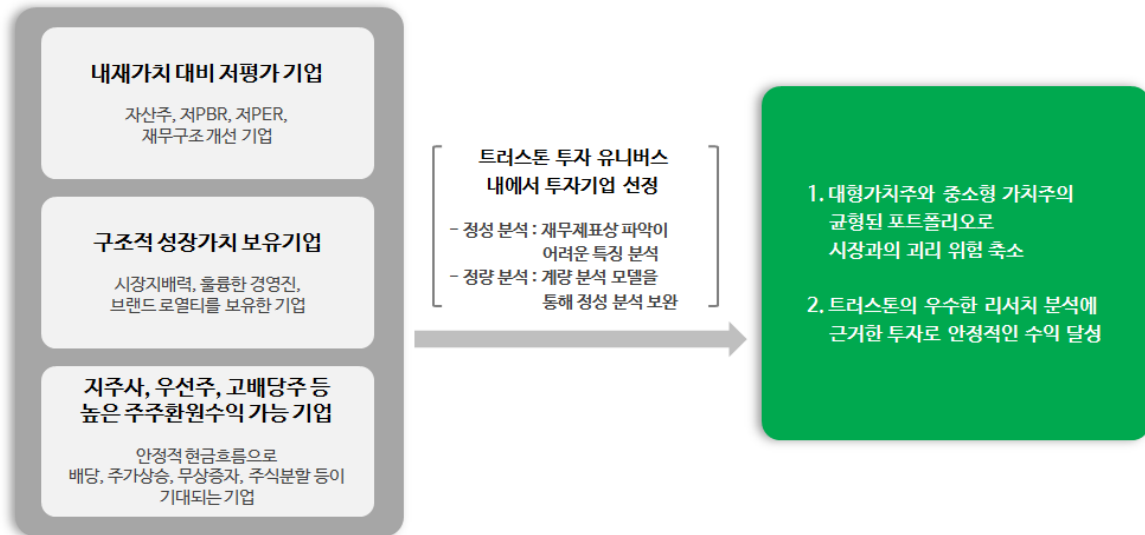 내재가치 대비 저평가 기업
자산주, 저PBR, 저PER,
재무구조 개선 기업
구조적 성장가치 보유기업
시장지배력, 훌륭한 경영진,
브랜드 로열티를 보유한 기업
지주사, 우선주, 고배당주 등
높은 주주환원수익 가능 기업
안정적 현금흐름으로
배당, 주가상승, 무상증자, 주식분할 등이
기대되는 기업
트러스톤 투자 유니버스
내에서 투자기업 선정
- 정성 분석 : 재무제표상 파악이
어려운 특징 분석
- 정량 분석 : 계량 분석 모델을
통해 정성 분석 보완
1. 대형가치주와 중소형 가치주의
균형된 포트폴리오로
시장과의 괴리 위험 축소
2. 트러스톤의 우수한 리서치 분석에
근거한 투자로 안정적인 수익 달성